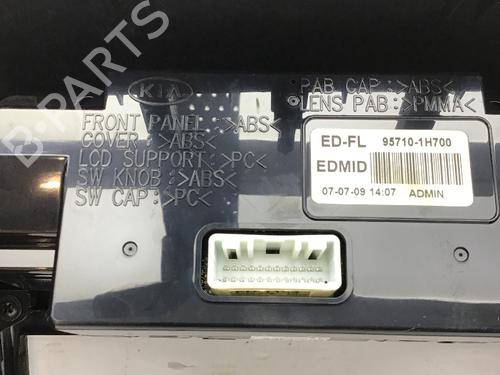 KIA
FRONT PANEL:>ABS<
COVER:>ABS<
LCD SUPPORT:>PC<
SW KNOB:>ABS<
SW CAP:>PC<
PAB CAP:>ABS<
LENS PAB:>PMMA<
ED-FL 95710-1H700
EDMID
07-07-09 14:07 ADMIN
B-PARTS